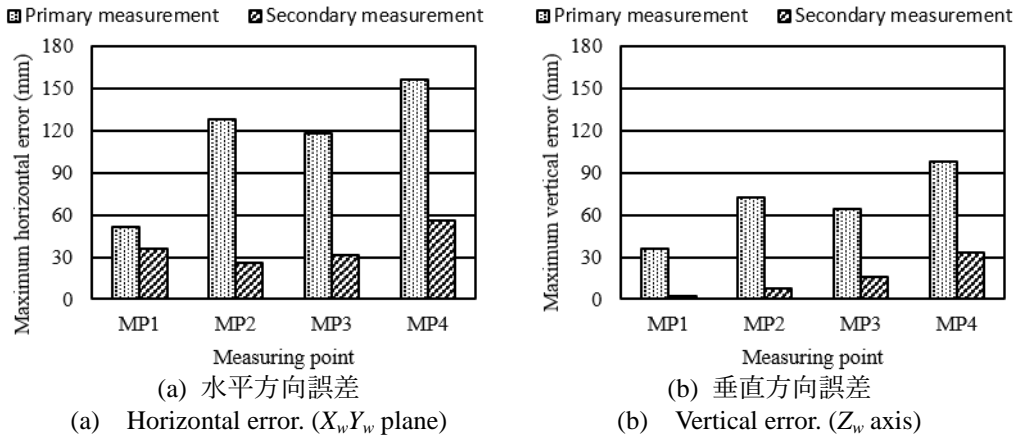 Primary measurement Secondary measurement
Maximum horizontal error (mm)
180
150
120
90
60
30
0
MP1 MP2 MP3 MP4
Measuring point
(a) 水平方向誤差
(a) Horizontal error. (XwYw plane)
Primary measurement Secondary measurement
Maximum vertical error (mm)
180
150
120
90
60
30
0
MP1 MP2 MP3 MP4
Measuring point
(b) 垂直方向誤差
(b) Vertical error. (Zw axis)